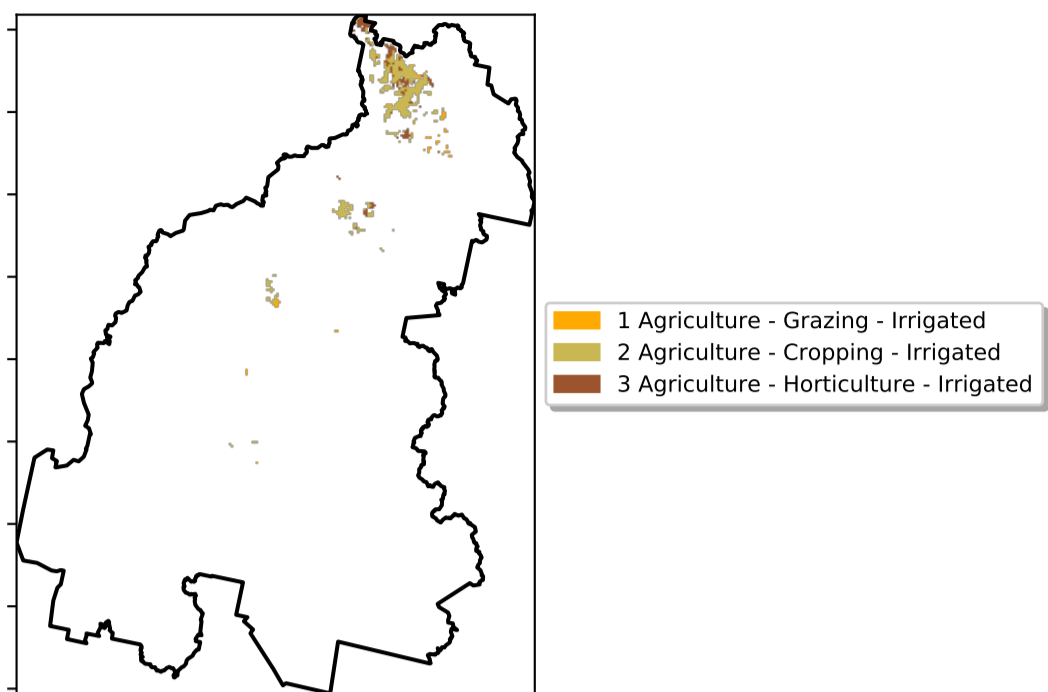 1 Agriculture - Grazing - Irrigated
2 Agriculture - Cropping - Irrigated
3 Agriculture - Horticulture - Irrigated